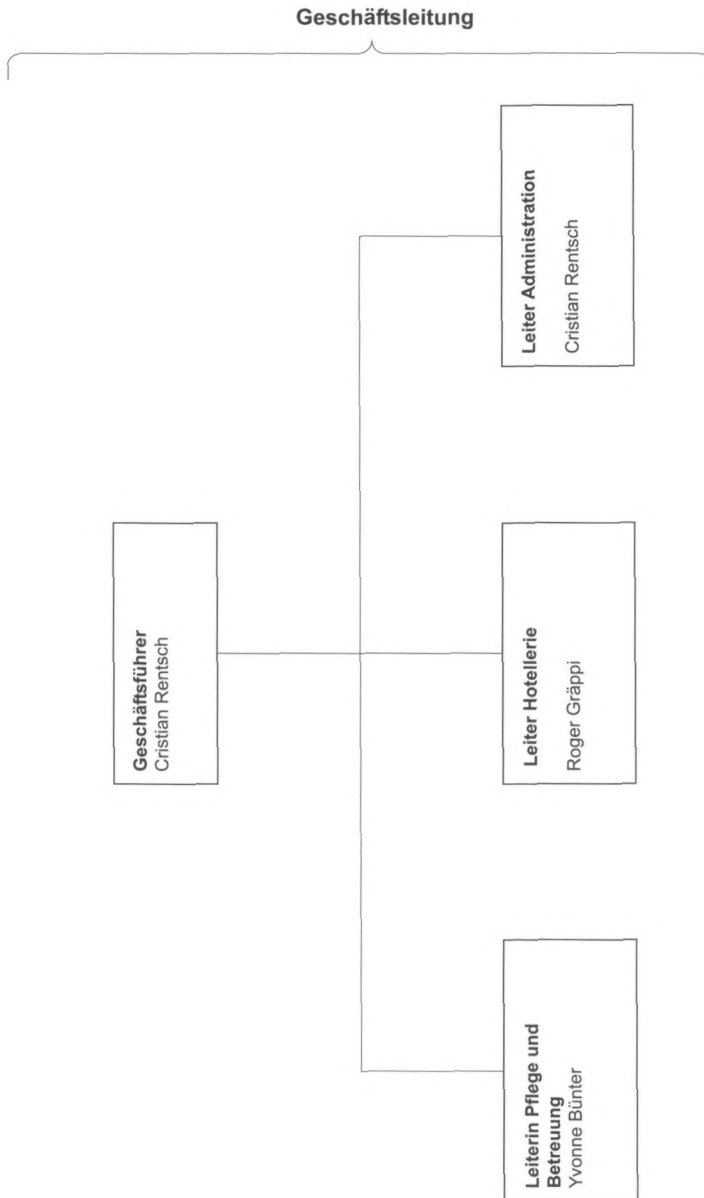 Geschäftsleitung
Geschäftsführer
Cristian Rentsch
Leiterin Pflege und
Betreuung
Yvonne Bünter
Leiter Hotellerie
Roger Gräppi
Leiter Administration
Cristian Rentsch